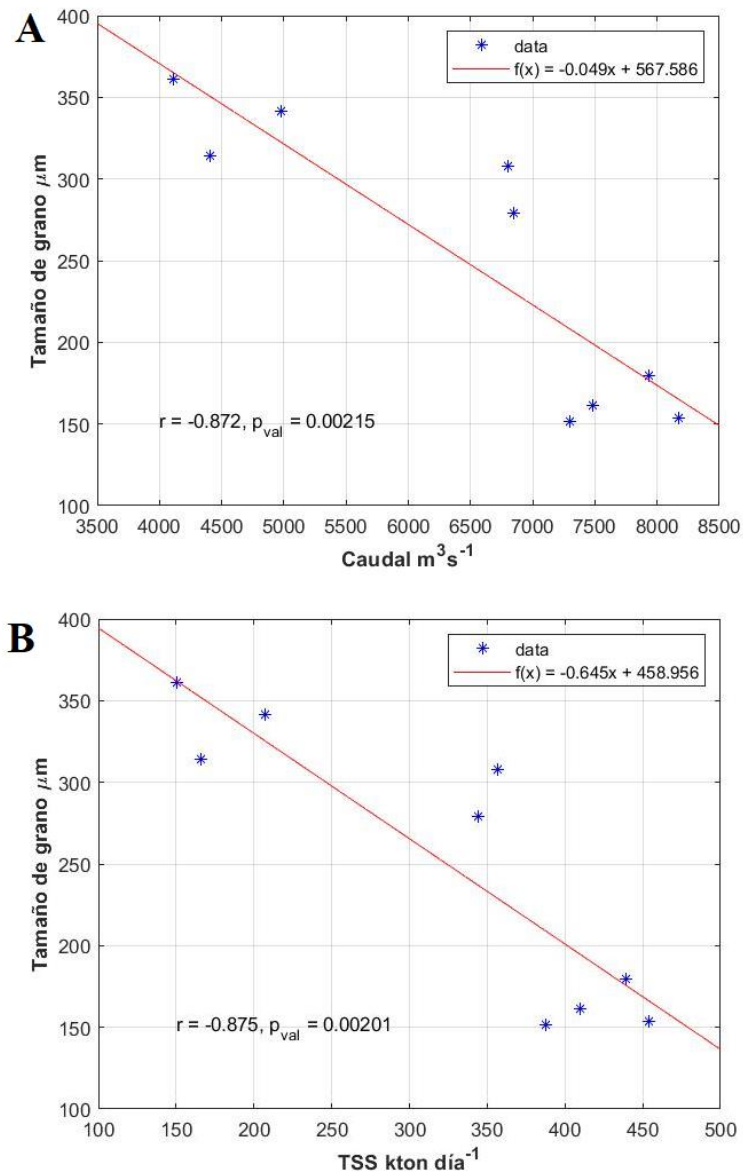 A
400
350
300
250
200
150
100
Tamaño de grano μm
data
f(x) = -0.049x + 567.586
r = -0.872, p_val = 0.00215
3500 4000 4500 5000 5500 6000 6500 7000 7500 8000 8500
Caudal m³s⁻¹
B
400
350
300
250
200
150
100
Tamaño de grano μm
data
f(x) = -0.645x + 458.956
r = -0.875, p_val = 0.00201
100 150 200 250 300 350 400 450 500
TSS kton día⁻¹